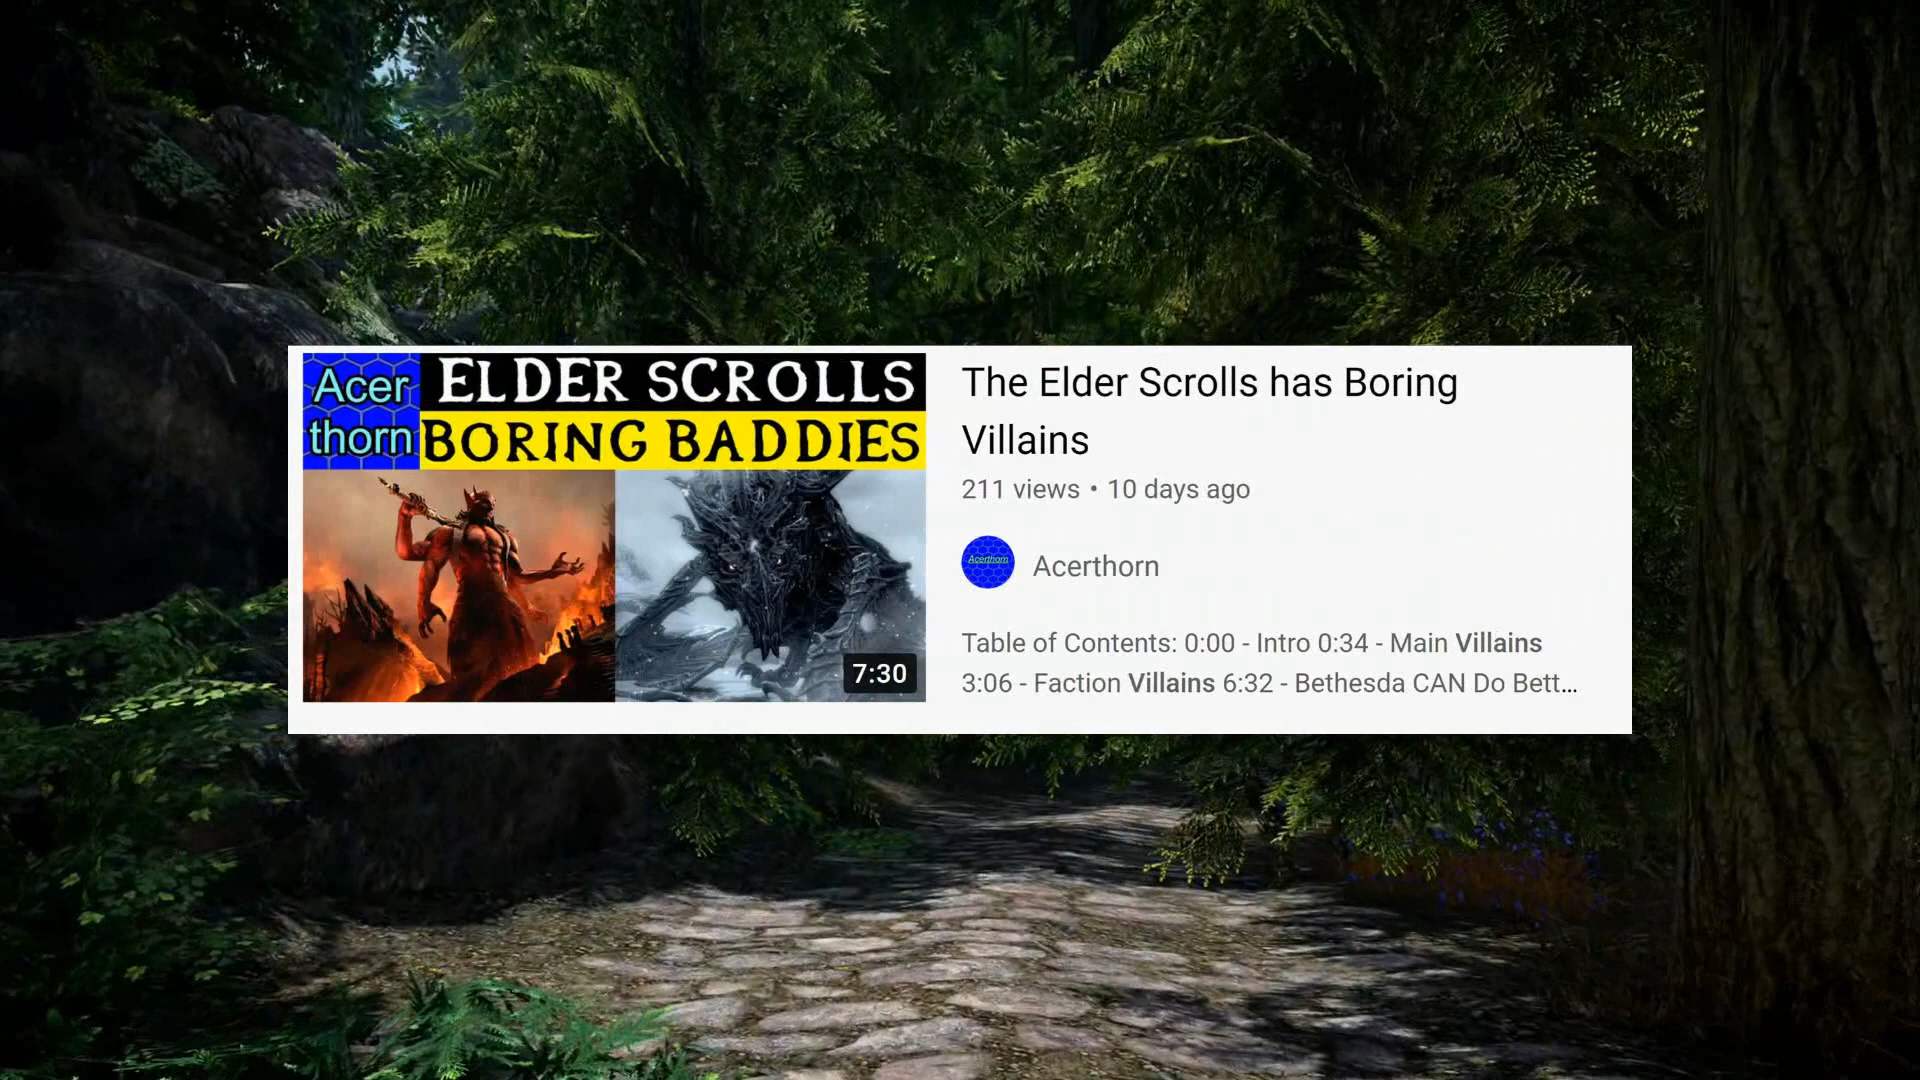 Acer
thorn
ELDER SCROLLS
BORING BADDIES
7:30
The Elder Scrolls has Boring
Villains
211 views • 10 days ago
Acerthorn
Acerthorn
Table of Contents: 0:00 - Intro 0:34 - Main Villains
3:06 - Faction Villains 6:32 - Bethesda CAN Do Bett...